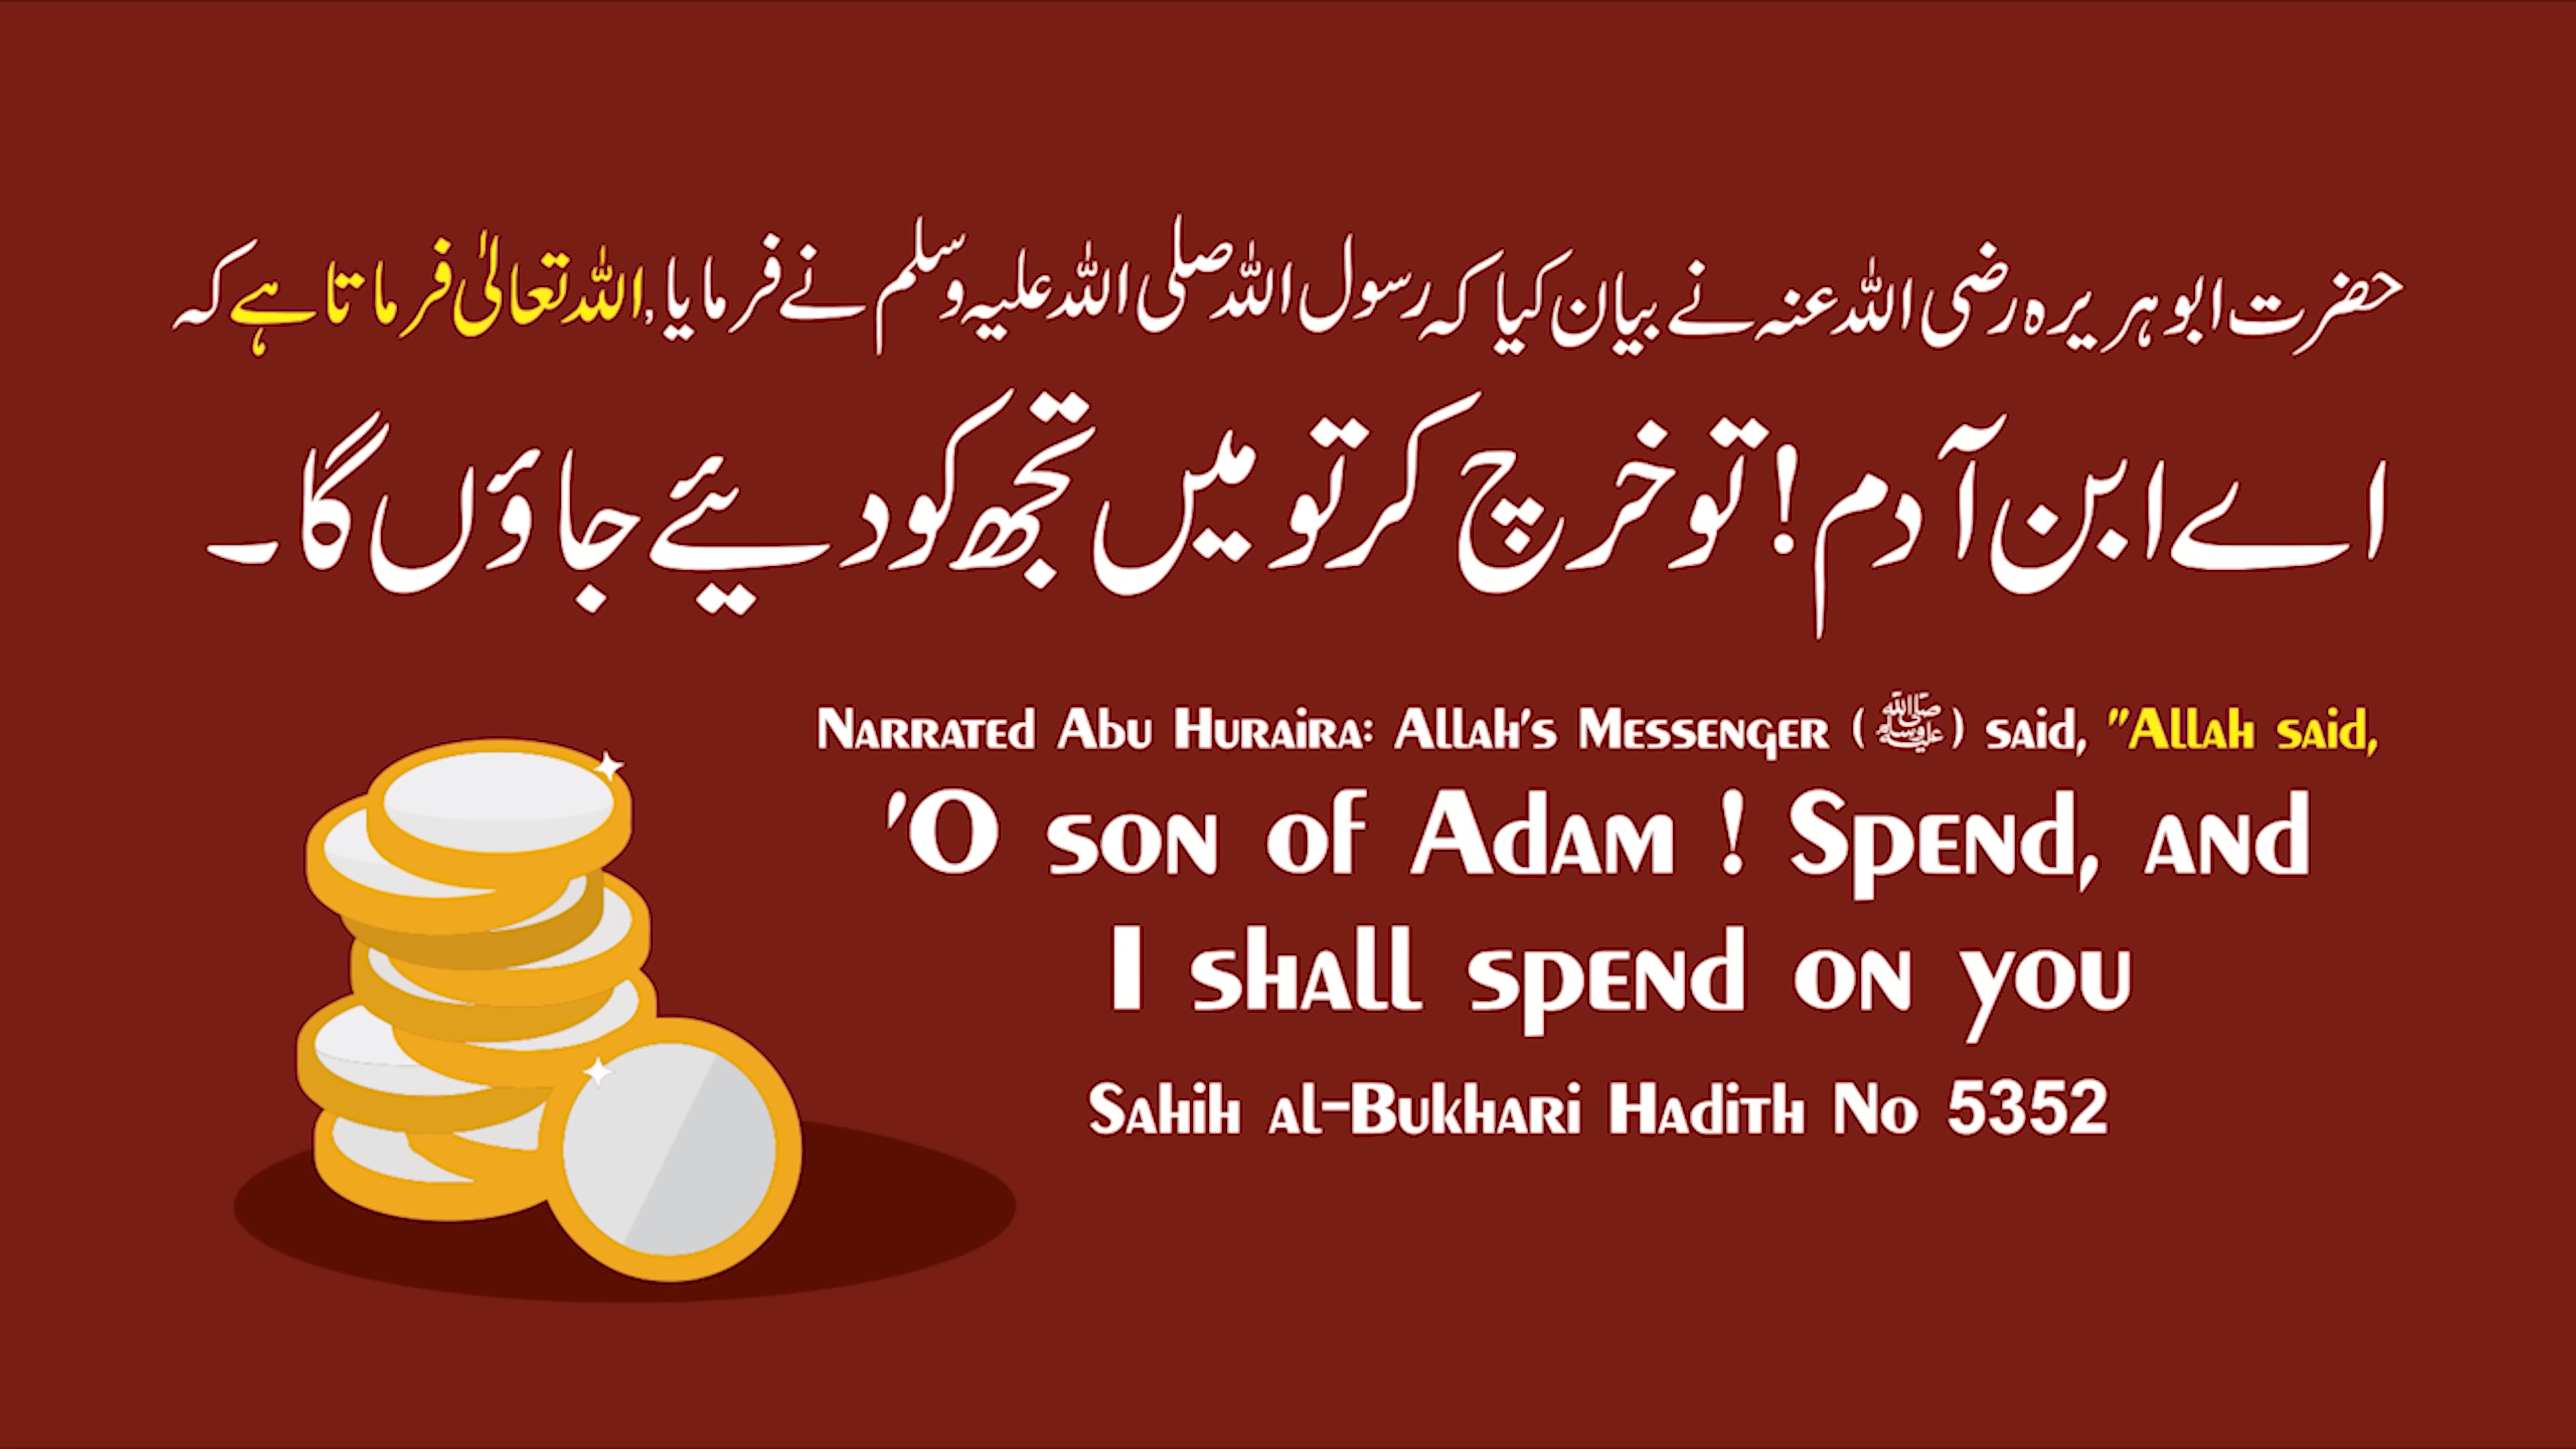 حضرت ابوہریرہ رضی اللہ عنہ نے بیان کیا کہ رسول اللہ صلی اللہ علیہ وسلم نے فرمایا, اللہ تعالیٰ فرماتا ہے کہ
اے ابن آدم! تو خرچ کر تو میں تجھ کو دیئے جاؤں گا۔
Narrated Abu Huraira: Allah's Messenger (ﷺ) said, "Allah said,
'O son of Adam ! Spend, and
I shall spend on you
Sahih al-Bukhari Hadith No 5352